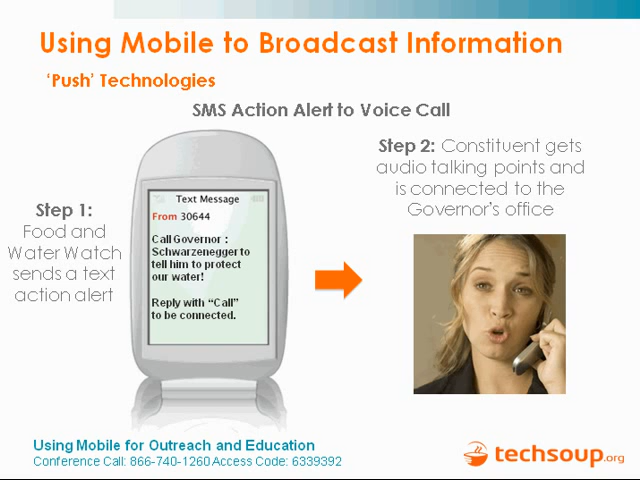 Using Mobile to Broadcast Information
‘Push’ Technologies
SMS Action Alert to Voice Call
Step 1:
Food and
Water Watch
sends a text
action alert
Text Message
From 30644
Call Governor :
Schwarzenegger to
tell him to protect
our water!
Reply with “Call”
to be connected.
Step 2: Constituent gets
audio talking points and
is connected to the
Governor's office
Using Mobile for Outreach and Education
Conference Call: 866-740-1260 Access Code: 6339392
techsoup.org